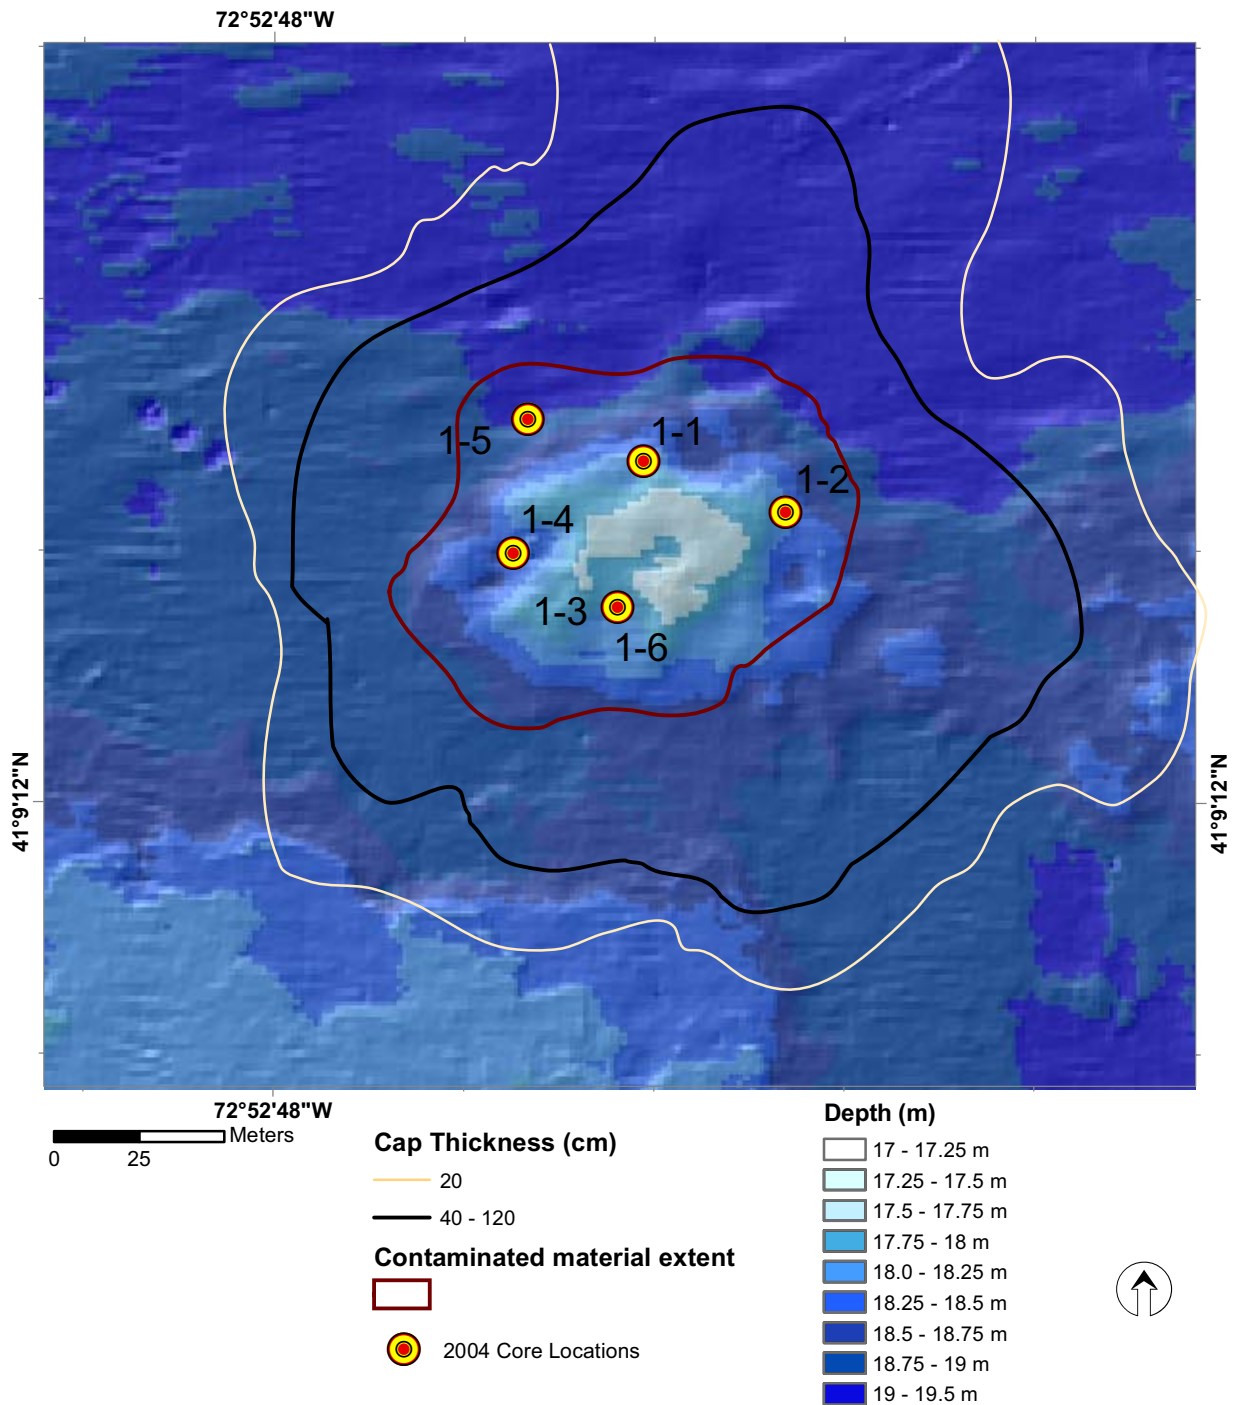 72°52'48"W
1-1
1-5
1-2
1-4
1-3
1-6
41°9'12"N
41°9'12"N
72°52'48"W
Meters
0 25
Cap Thickness (cm)
20
40 - 120
Contaminated material extent
2004 Core Locations
Depth (m)
17 - 17.25 m
17.25 - 17.5 m
17.5 - 17.75 m
17.75 - 18 m
18.0 - 18.25 m
18.25 - 18.5 m
18.5 - 18.75 m
18.75 - 19 m
19 - 19.5 m